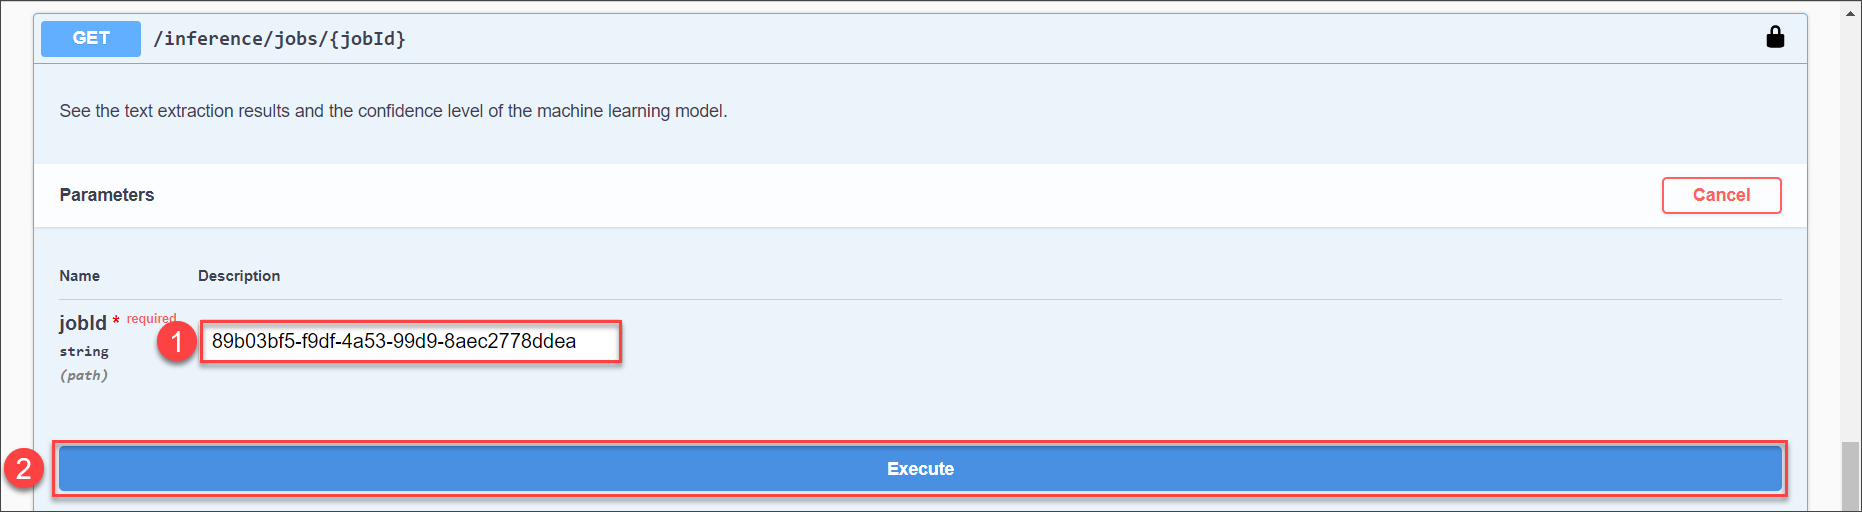 GET /inference/jobs/{jobId}
See the text extraction results and the confidence level of the machine learning model.
Parameters Cancel
Name Description
jobId * required
1 89b03bf5-f9df-4a53-99d9-8aec2778ddea
string
(path)
2 Execute